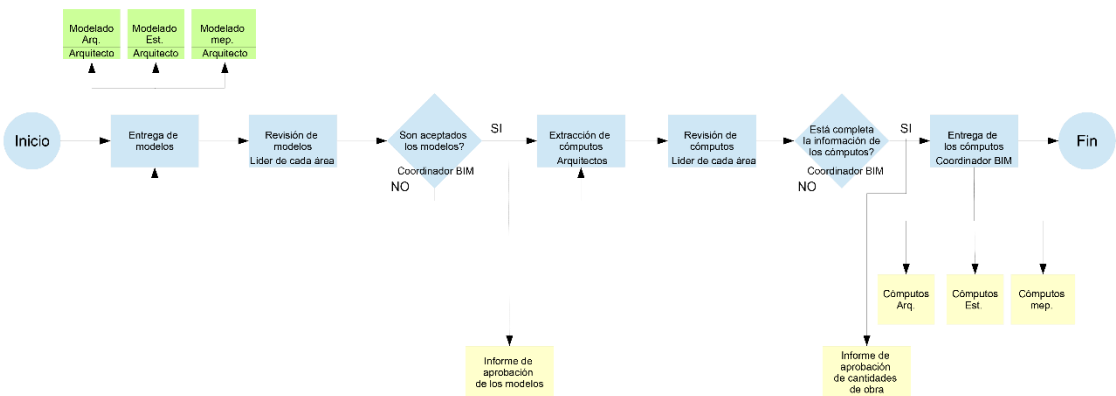 Modelado
Arq.
Arquitecto
Modelado
Est.
Arquitecto
Modelado
mep.
Arquitecto
Inicio
Entrega de
modelos
Revisión de
modelos
Líder de cada área
Son aceptados
los modelos?
Coordinador BIM
NO
SI
Extracción de
cómputos
Arquitectos
Revisión de
cómputos
Líder de cada área
Está completa
la información de
los cómputos?
Coordinador BIM
NO
SI
Entrega de
los cómputos
Coordinador BIM
Fin
Cómputos
Arq.
Cómputos
Est.
Cómputos
mep.
Informe de
aprobación
de los modelos
Informe de
aprobación
de cantidades
de obra